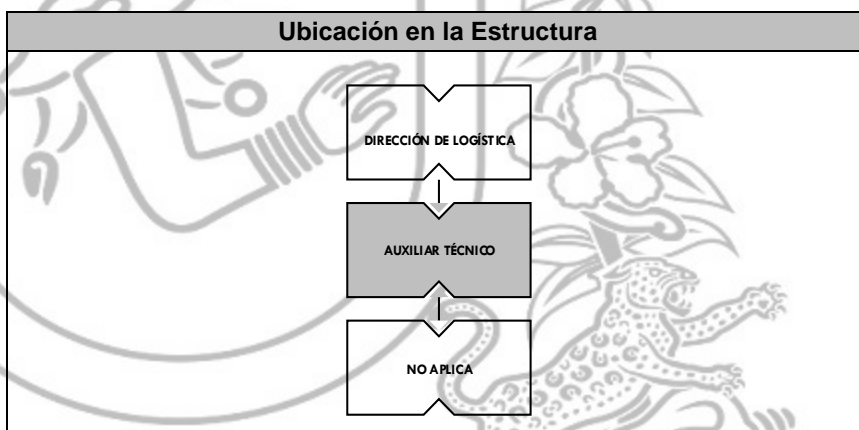 Ubicación en la Estructura
DIRECCIÓN DE LOGÍSTICA
AUXILIAR TÉCNICO
NO APLICA